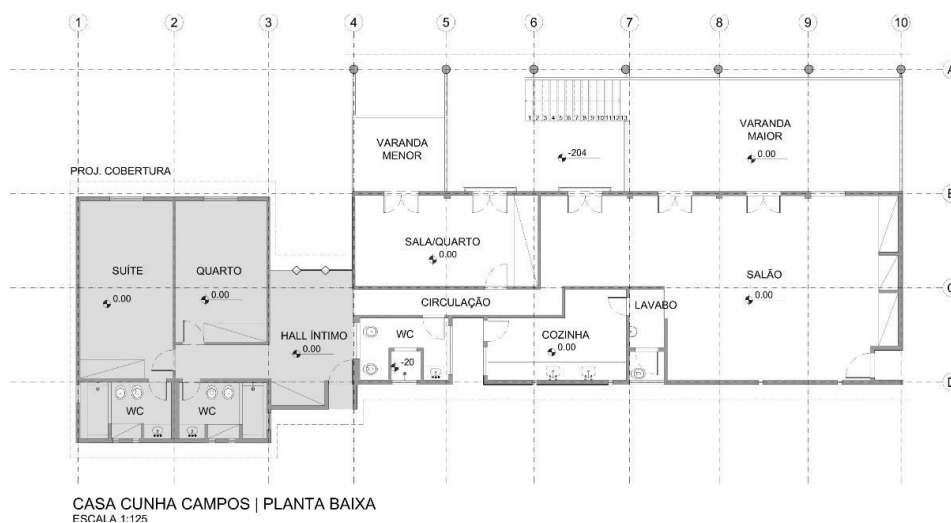 1 2 3 4 5 6 7 8 9 10
A
VARANDA
MENOR
1 2 3 4 5 6 7 8 9 10 11 12 13
VARANDA
MAIOR
-204
0.00
PROJ. COBERTURA
B
SUÍTE
QUARTO
SALA/QUARTO
0.00
SALÃO
0.00
0.00
0.00
C
CIRCULAÇÃO
LAVABO
HALL ÍNTIMO
0.00
WC
COZINHA
0.00
-20
D
WC
WC
CASA CUNHA CAMPOS | PLANTA BAIXA
ESCALA 1:125